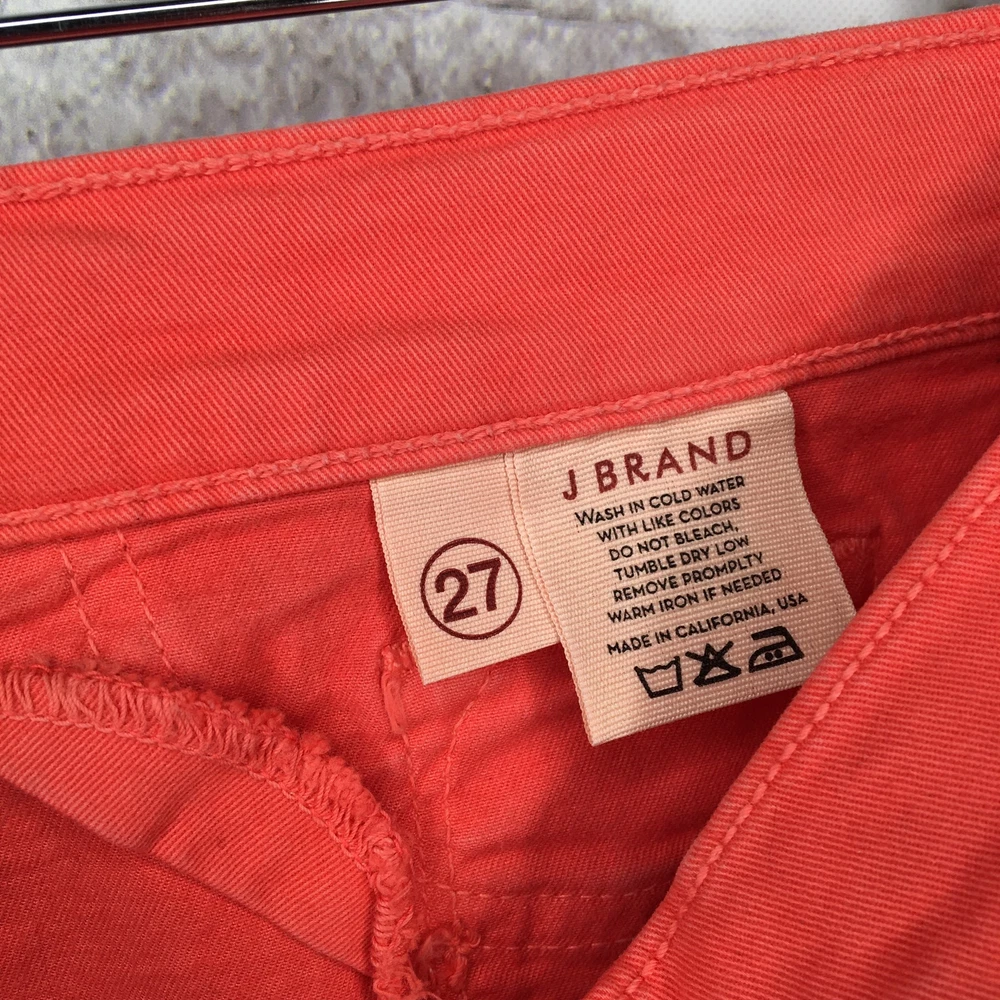 27
J BRAND
WASH IN COLD WATER
WITH LIKE COLORS
DO NOT BLEACH,
TUMBLE DRY LOW
REMOVE PROMPLTY
WARM IRON IF NEEDED
MADE IN CALIFORNIA, USA